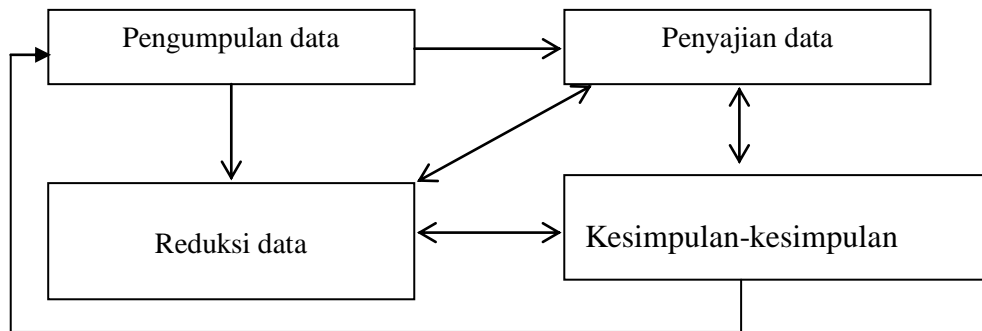 Pengumpulan data
Penyajian data
Reduksi data
Kesimpulan-kesimpulan